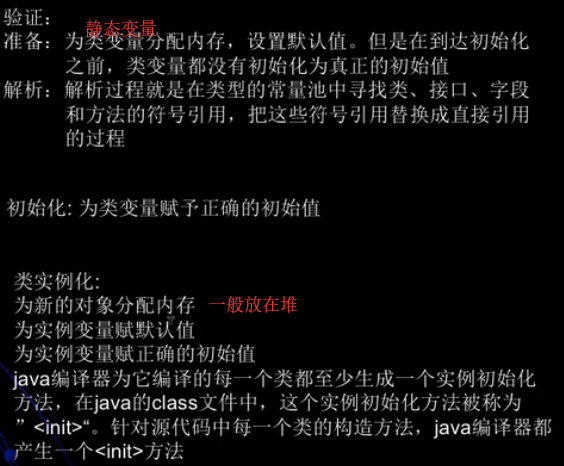 验证：
静态变量
准备：为类变量分配内存，设置默认值。但是在到达初始化
之前，类变量都没有初始化为真正的初始值
解析：解析过程就是在类型的常量池中寻找类、接口、字段
和方法的符号引用，把这些符号引用替换成直接引用
的过程
初始化: 为类变量赋予正确的初始值
类实例化:
为新的对象分配内存 一般放在堆
为实例变量赋默认值
为实例变量赋正确的初始值
java编译器为它编译的每一个类都至少生成一个实例初始化
方法，在java的class文件中，这个实例初始化方法被称为
”<init>“。针对源代码中每一个类的构造方法，java编译器都
产生一个<init>方法